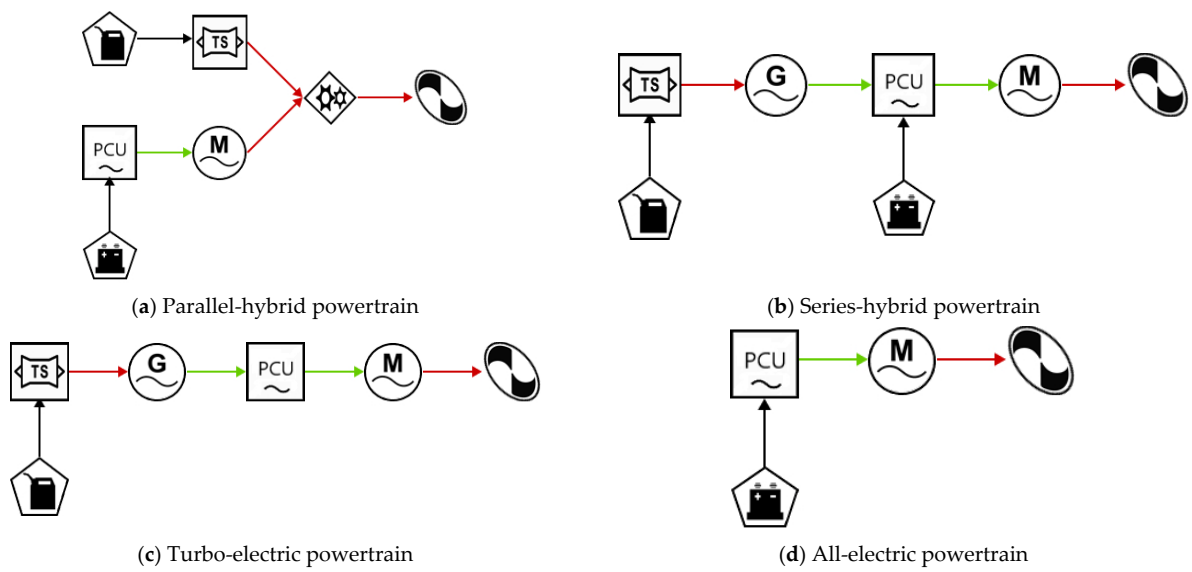 TS
PCU
M
+ -
(a) Parallel-hybrid powertrain
TS
G
PCU
M
+ -
(b) Series-hybrid powertrain
TS
G
PCU
M
(c) Turbo-electric powertrain
PCU
M
+ -
(d) All-electric powertrain